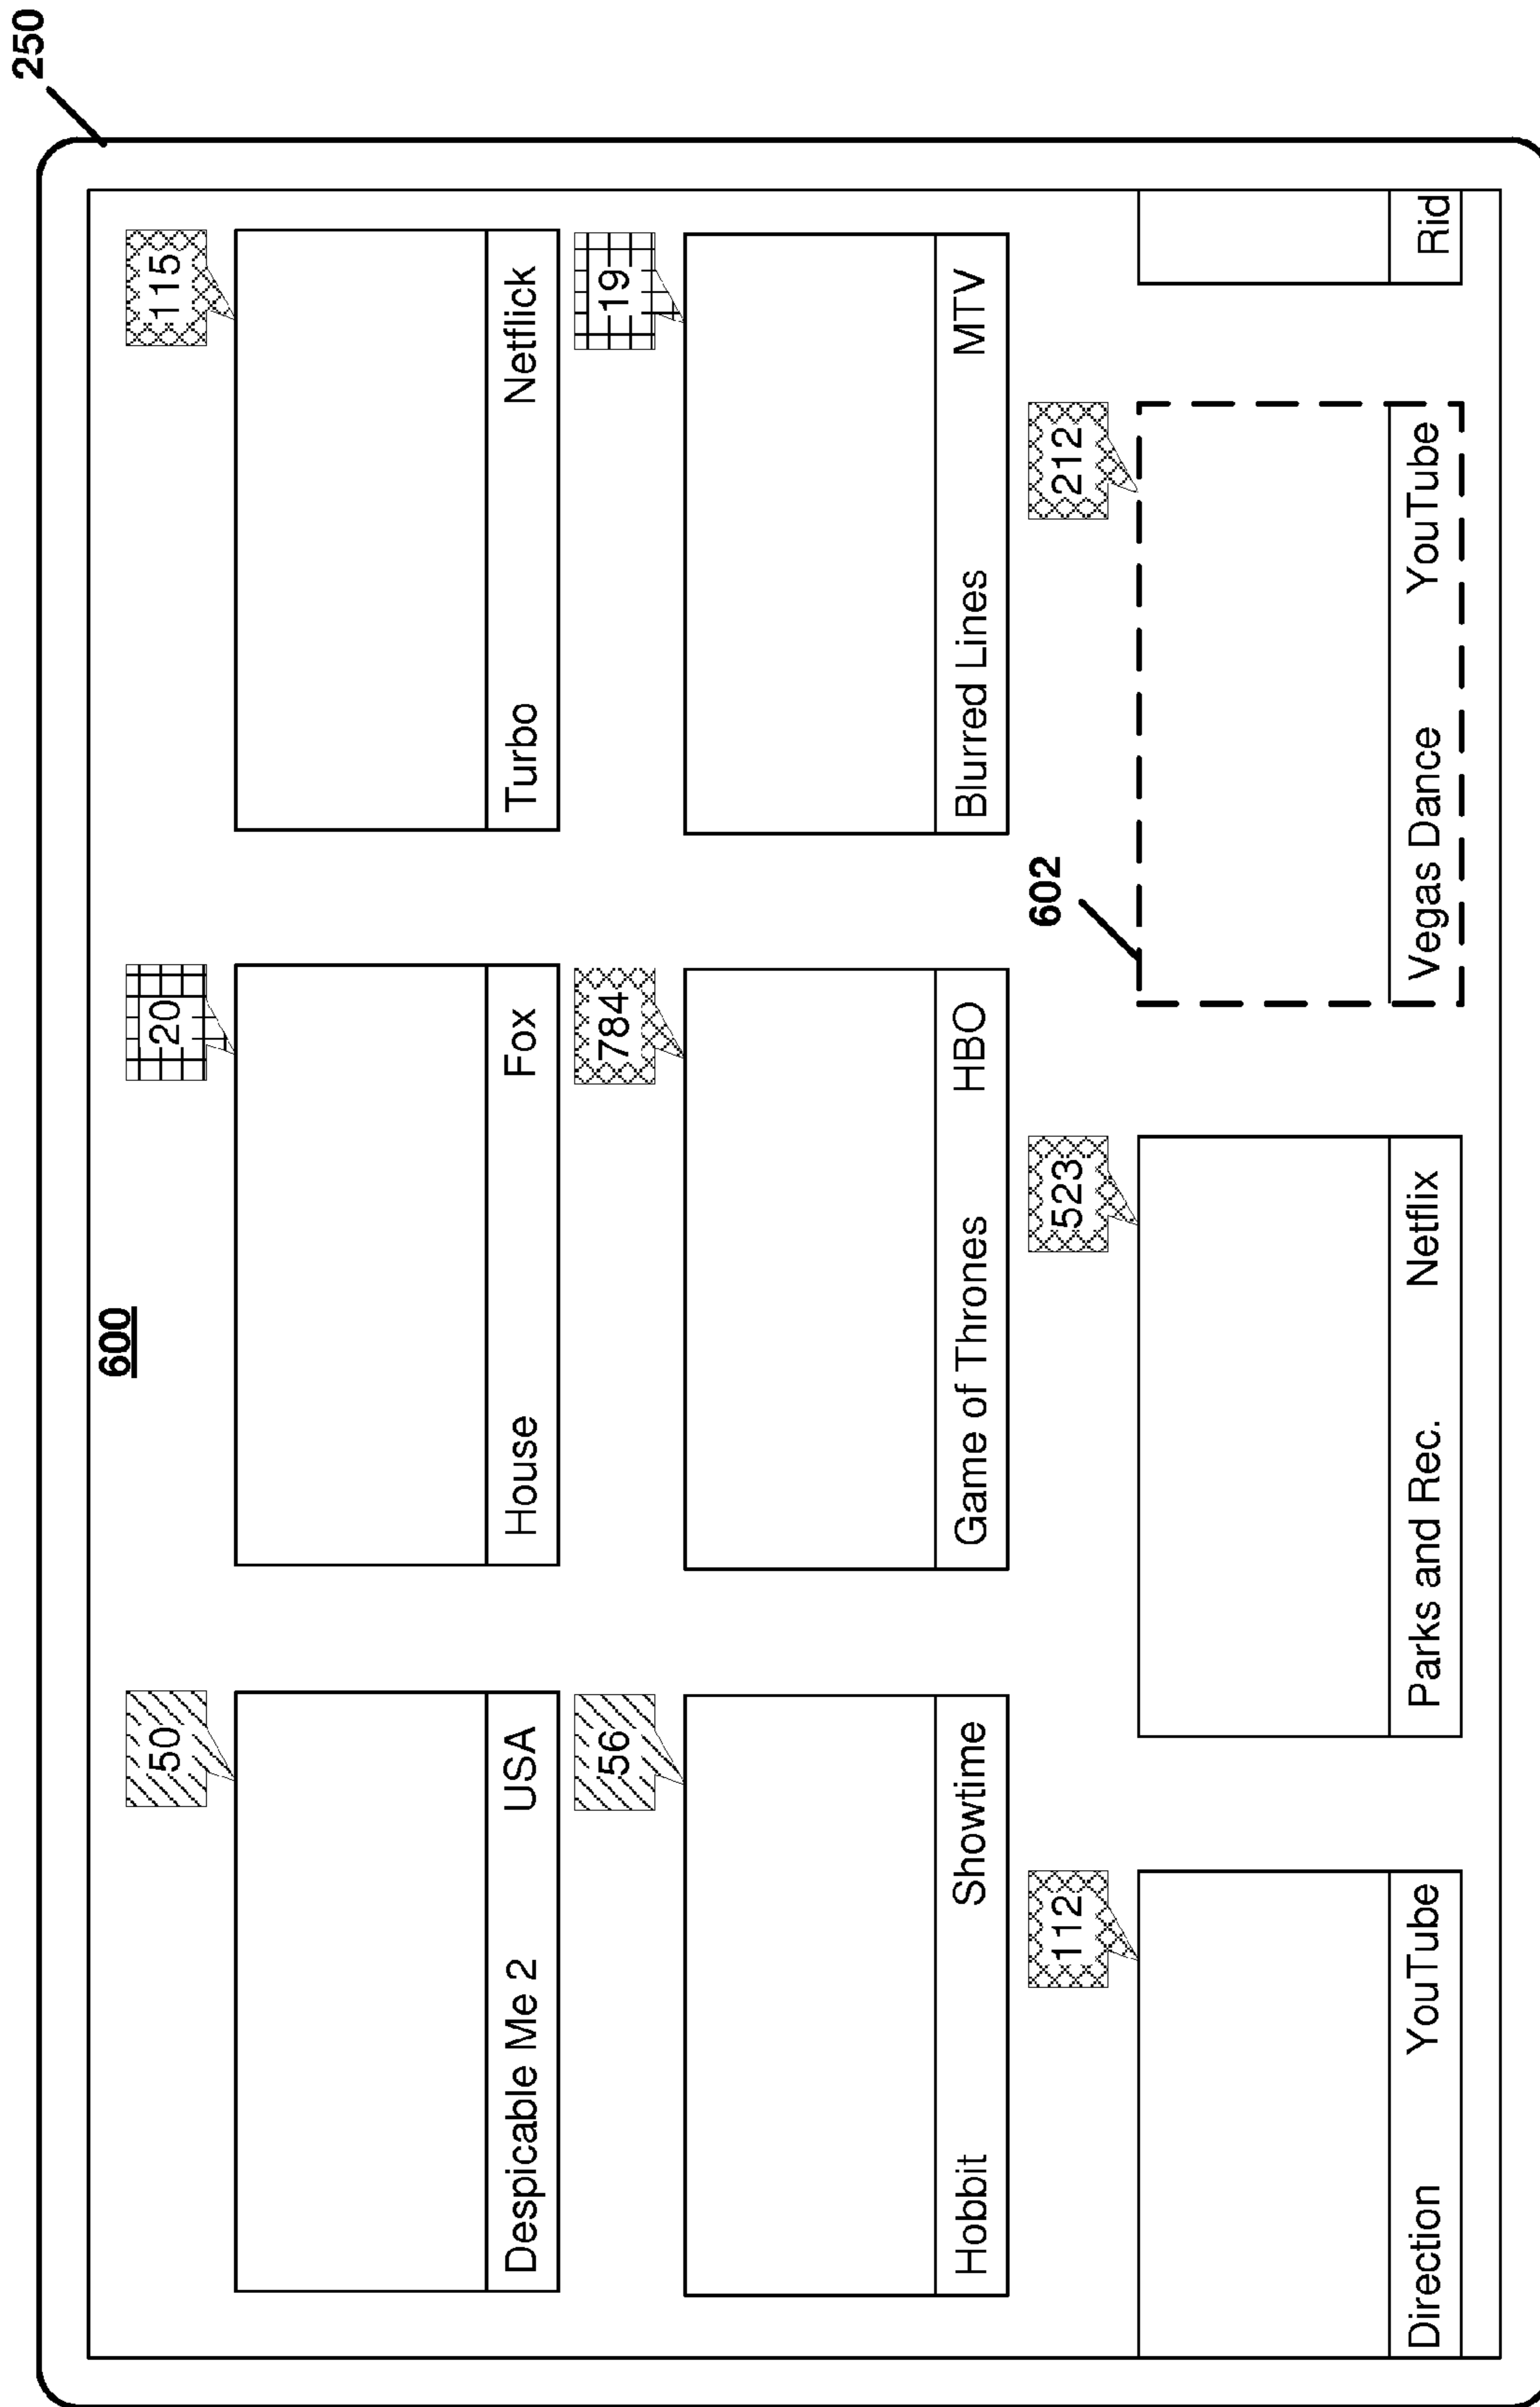 250
600
50
20
115
Despicable Me 2 USA
House Fox
Turbo Netflick
56
784
19
Hobbit Showtime
Game of Thrones HBO
Blurred Lines MTV
602
112
523
212
Direction YouTube
Parks and Rec. Netflix
Vegas Dance YouTube
Rid